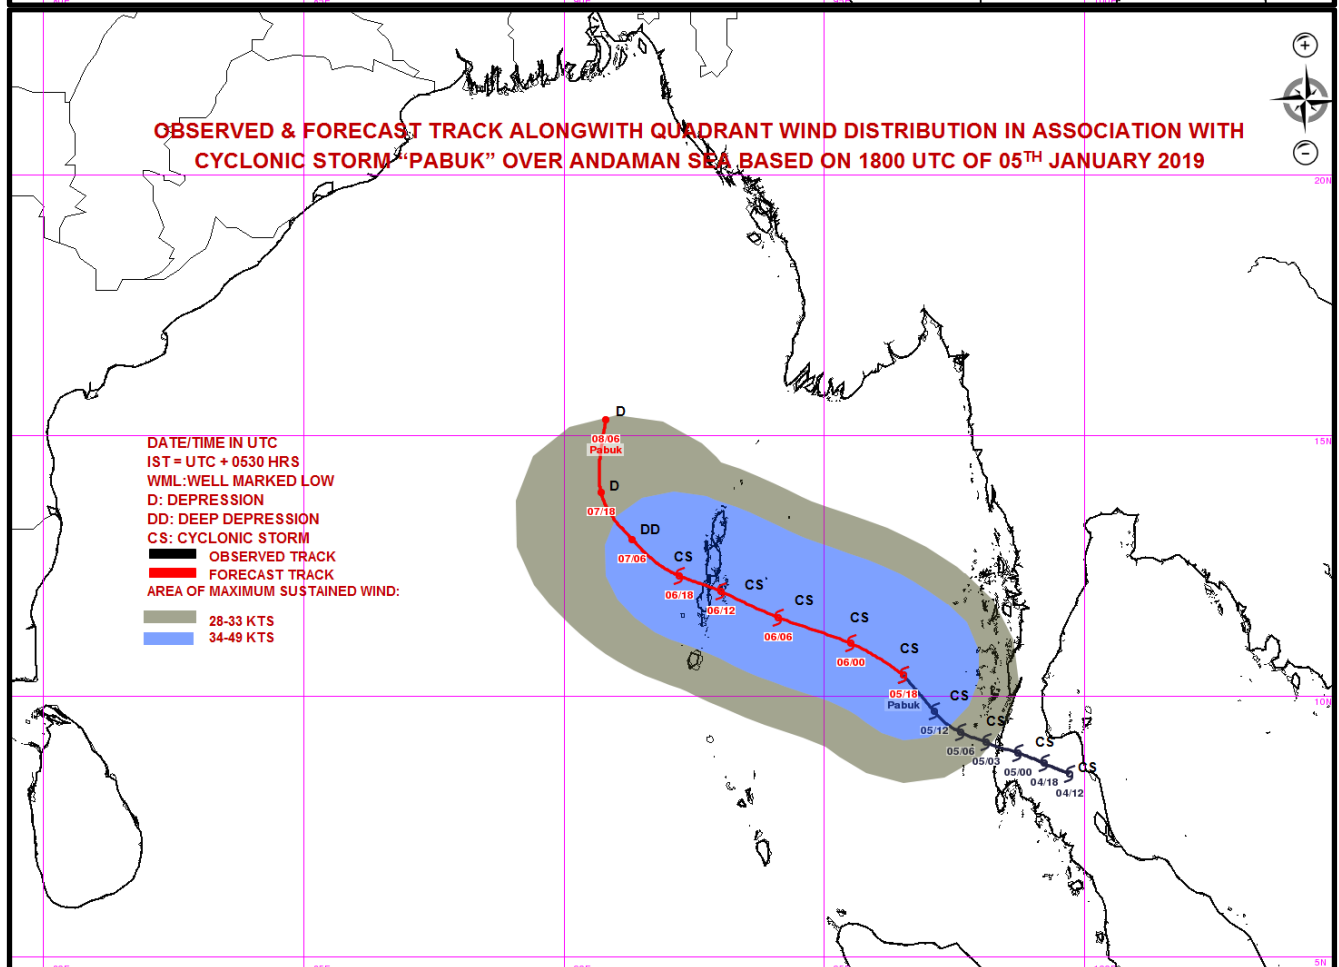 OBSERVED & FORECAST TRACK ALONGWITH QUADRANT WIND DISTRIBUTION IN ASSOCIATION WITH
CYCLONIC STORM “PABUK” OVER ANDAMAN SEA BASED ON 1800 UTC OF 05TH JANUARY 2019
20N
D
08/06
Pabuk
15N
DATE/TIME IN UTC
IST = UTC + 0530 HRS
WML:WELL MARKED LOW
D: DEPRESSION
DD: DEEP DEPRESSION
CS: CYCLONIC STORM
OBSERVED TRACK
FORECAST TRACK
AREA OF MAXIMUM SUSTAINED WIND:
28-33 KTS
34-49 KTS
D
07/18
DD
07/06
CS
06/18
CS
06/12
CS
06/06
CS
06/00
CS
05/18
Pabuk
10N
CS
05/12
CS
05/06
05/03
CS
05/00
04/18
CS
04/12
5N